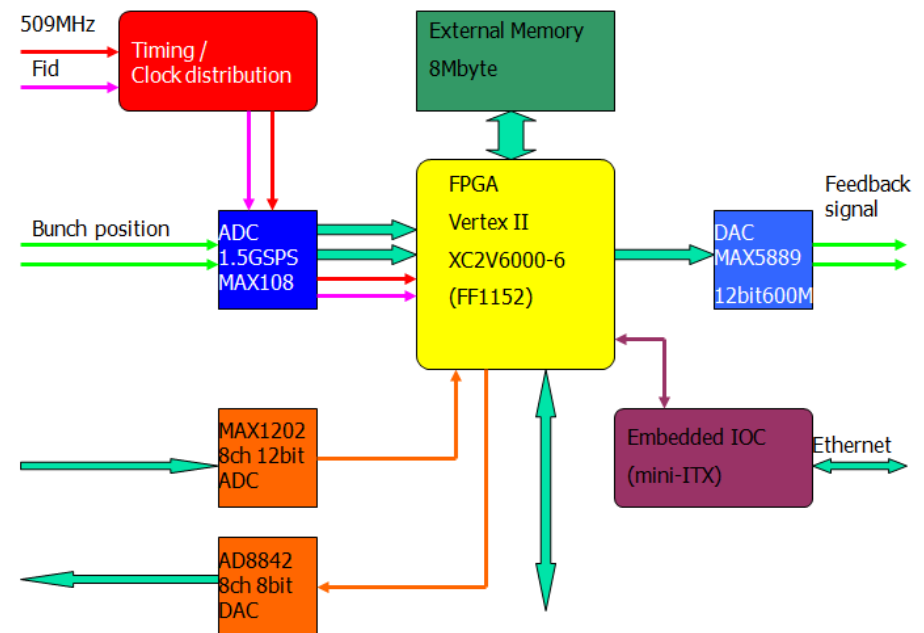 509MHz
Fid
Timing /
Clock distribution
External Memory
8Mbyte
Bunch position
ADC
1.5GSPS
MAX108
FPGA
Vertex II
XC2V6000-6
(FF1152)
DAC
MAX5889
12bit600M
Feedback
signal
MAX1202
8ch 12bit
ADC
Embedded IOC
(mini-ITX)
Ethernet
AD8842
8ch 8bit
DAC